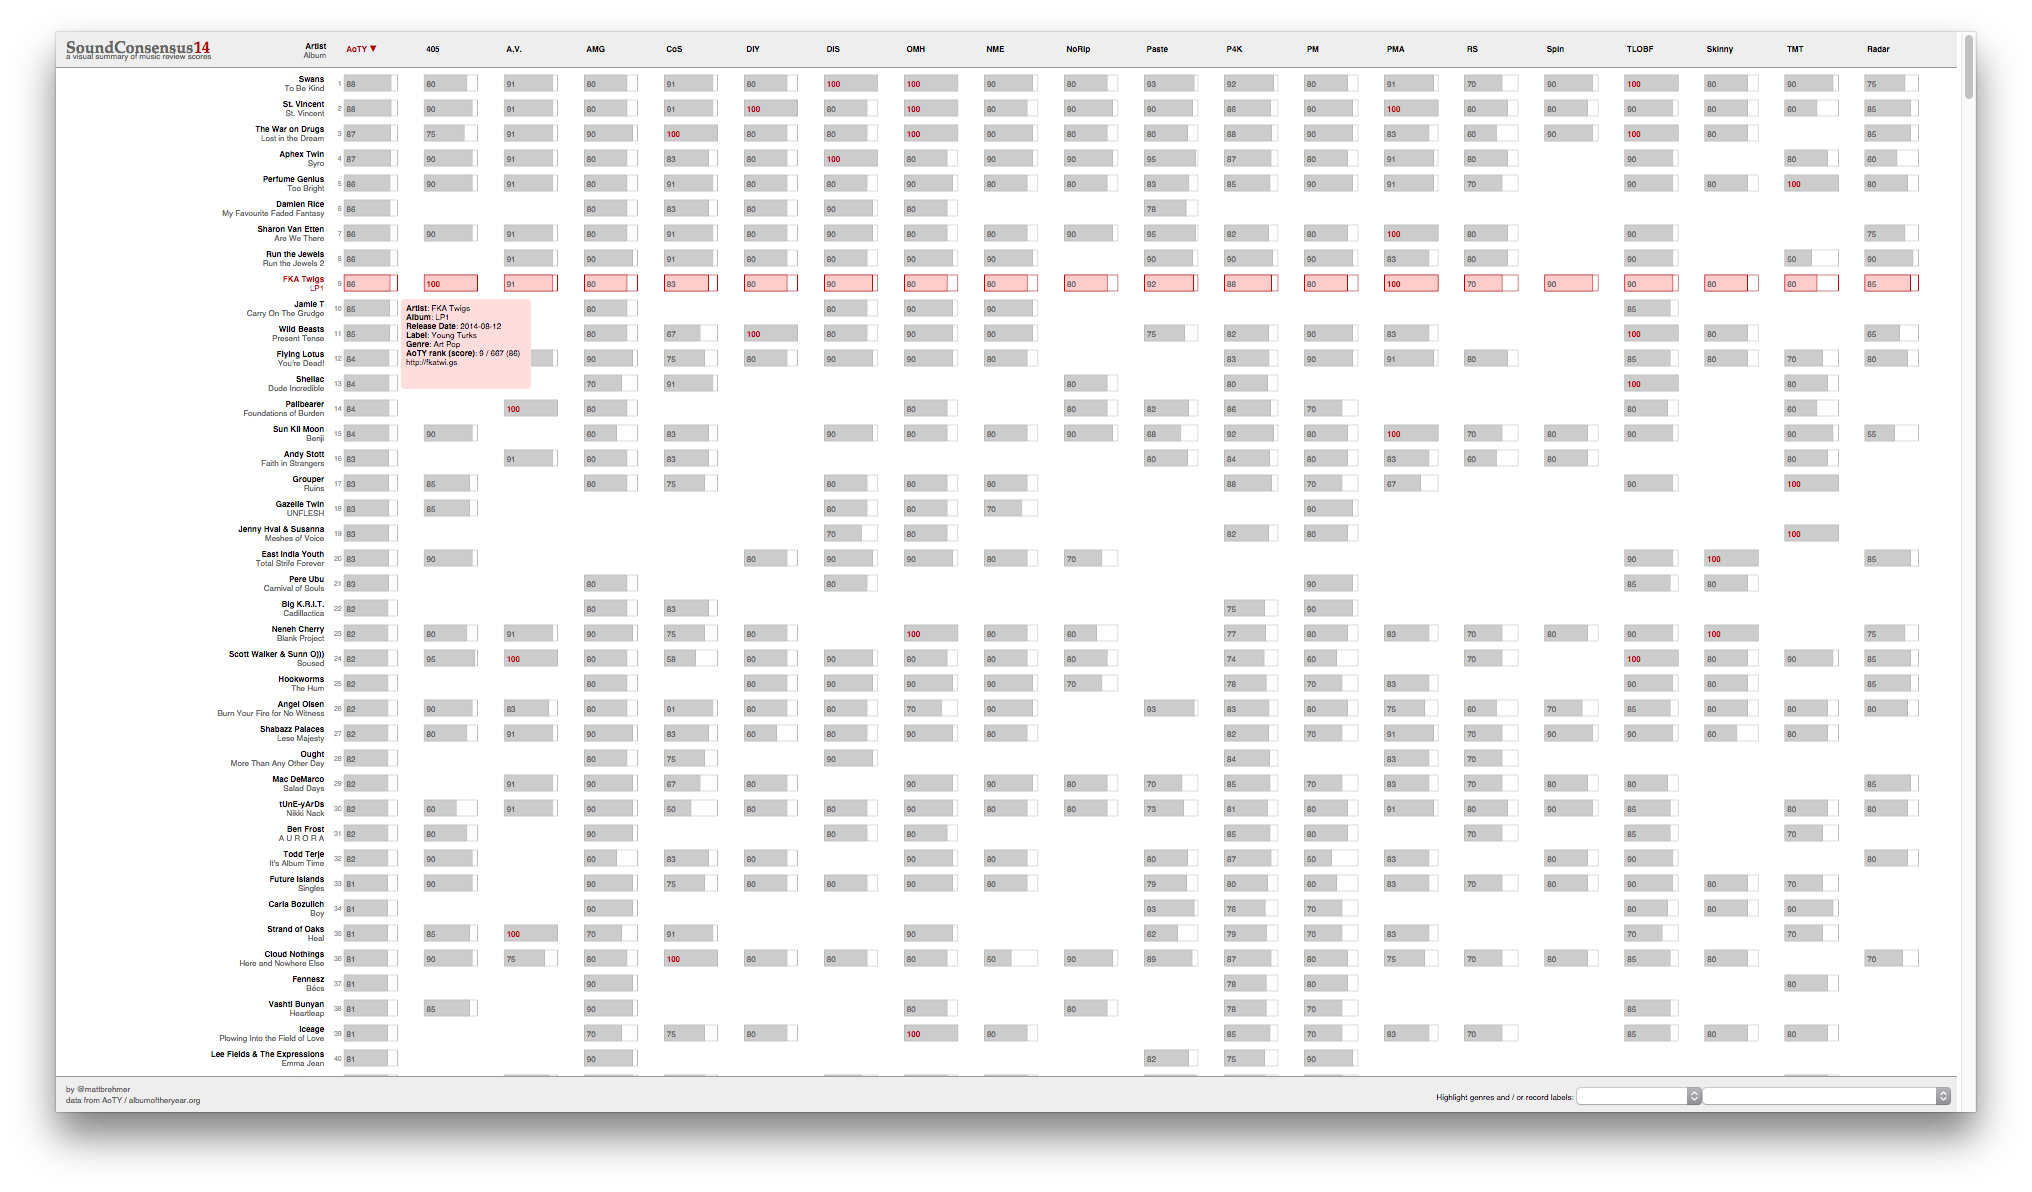 SoundConsensus14
a visual summary of music review scores
Artist
Album
AoTY ▼ 405 A.V. AMG CoS DIY DIS OMH NME NoRip Paste P4K PM PMA RS Spin TLOBF Skinny TMT Radar
Swans
To Be Kind
1 88 80 91 80 91 80 100 100 90 80 93 92 90 91 70 90 100 80 90 75
St. Vincent
St. Vincent
2 88 90 91 80 91 100 80 100 80 90 90 86 80 100 80 80 90 80 60 85
The War on Drugs
Lost in the Dream
3 87 75 91 90 100 80 80 100 90 80 80 88 90 83 60 90 100 80 85
Aphex Twin
Syro
4 87 90 91 80 83 80 100 80 90 90 95 87 80 91 80 90 80 60
Perfume Genius
Too Bright
5 86 90 91 80 91 80 80 90 80 80 83 85 90 91 70 90 80 100 80
Damien Rice
My Favourite Faded Fantasy
6 86 80 83 80 90 80 78
Sharon Van Etten
Are We There
7 86 90 91 80 91 80 90 80 80 90 95 82 80 100 80 90 75
Run the Jewels
Run the Jewels 2
8 86 91 90 91 80 80 80 80 90 90 90 83 80 90 50 90
FKA Twigs
LP1
9 86 100 91 80 83 80 90 80 80 80 92 88 80 100 70 90 90 80 60 85
Jamie T
Carry On The Grudge
10 85 80 80 90 90 85
Artist: FKA Twigs
Album: LP1
Release Date: 2014-08-12
Label: Young Turks
Genre: Art Pop
AoTY rank (score): 9 / 667 (86)
http://fkatwi.gs
Wild Beasts
Present Tense
11 85 80 67 100 80 90 90 75 82 90 83 100 80 65
Flying Lotus
You're Dead!
12 84 90 75 80 90 90 80 83 90 91 80 85 80 70 80
Shellac
Dude Incredible
13 84 70 91 80 80 100 80
Pallbearer
Foundations of Burden
14 84 100 80 80 80 82 86 70 80 60
Sun Kil Moon
Benji
15 84 90 60 83 90 80 80 90 68 92 80 100 70 80 90 90 55
Andy Stott
Faith in Strangers
16 83 91 80 83 80 84 80 83 60 80 80
Grouper
Ruins
17 83 85 80 75 80 80 80 88 70 67 90 100
Gazelle Twin
UNFLESH
18 83 85 80 80 70 90
Jenny Hval & Susanna
Meshes of Voice
19 83 70 80 82 80 100
East India Youth
Total Strife Forever
20 83 90 80 90 90 80 70 90 100 85
Pere Ubu
Carnival of Souls
21 83 80 80 90 85 80
Big K.R.I.T.
Cadillactica
22 82 80 83 75 90
Neneh Cherry
Blank Project
23 82 80 91 90 75 80 100 80 60 77 80 83 70 80 90 100 75
Scott Walker & Sunn O)))
Soused
24 82 95 100 80 58 80 90 80 80 80 74 60 70 100 80 90 85
Hookworms
The Hum
25 82 80 80 90 90 90 70 78 70 83 90 80 85
Angel Olsen
Burn Your Fire for No Witness
26 82 90 83 80 91 80 80 70 90 93 83 80 75 60 70 85 80 80 80
Shabazz Palaces
Lese Majesty
27 82 80 91 90 83 60 80 90 80 82 70 91 70 90 90 60 80
Ought
More Than Any Other Day
28 82 80 75 90 84 83 70
Mac DeMarco
Salad Days
29 82 91 90 67 80 90 90 80 70 85 70 83 70 80 80 85
tUnE-yArDs
Nikki Nack
30 82 60 91 90 50 80 80 90 80 80 73 81 80 91 80 90 85 80 80
Ben Frost
A U R O R A
31 82 80 90 80 80 85 80 70 85 70
Todd Terje
It's Album Time
32 82 90 60 83 80 90 80 80 87 50 83 80 90 80
Future Islands
Singles
33 81 90 90 75 80 80 90 80 79 80 60 83 70 80 90 80 70
Carla Bozulich
Boy
34 81 90 93 76 70 80 80 90
Strand of Oaks
Heal
35 81 85 100 70 91 90 62 79 70 83 70 70
Cloud Nothings
Here and Nowhere Else
36 81 90 75 80 100 80 80 80 50 90 89 87 80 75 70 80 85 80 70
Fennesz
Bécs
37 81 90 78 80 80
Vashti Bunyan
Heartleap
38 81 85 90 80 80 78 70 85
Iceage
Plowing Into the Field of Love
39 81 70 75 80 100 80 85 70 83 70 85 80 80
Lee Fields & The Expressions
Emma Jean
40 81 90 82 75 90
by @mattbrehmer
data from AoTY / albumoftheyear.org
Highlight genres and / or record labels: